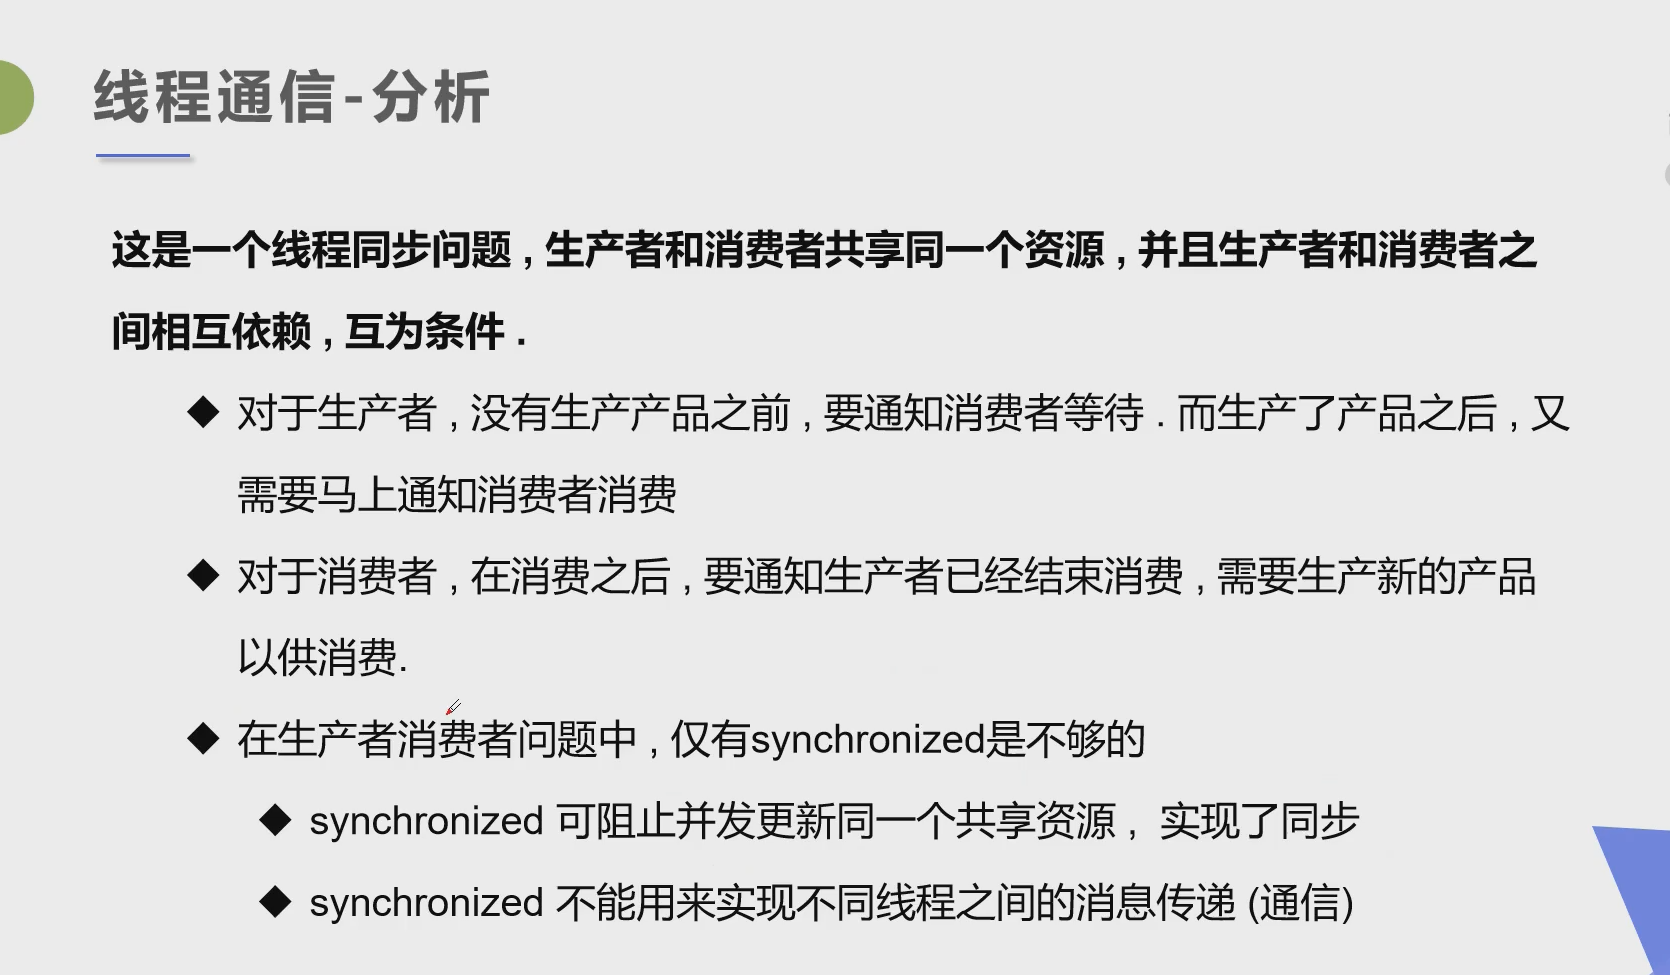 线程通信-分析
这是一个线程同步问题 , 生产者和消费者共享同一个资源 , 并且生产者和消费者之
间相互依赖 , 互为条件 .
◆ 对于生产者 , 没有生产产品之前 , 要通知消费者等待 . 而生产了产品之后 , 又
需要马上通知消费者消费
◆ 对于消费者 , 在消费之后 , 要通知生产者已经结束消费 , 需要生产新的产品
以供消费.
◆ 在生产者消费者问题中 , 仅有synchronized是不够的
◆ synchronized 可阻止并发更新同一个共享资源 , 实现了同步
◆ synchronized 不能用来实现不同线程之间的消息传递 (通信)